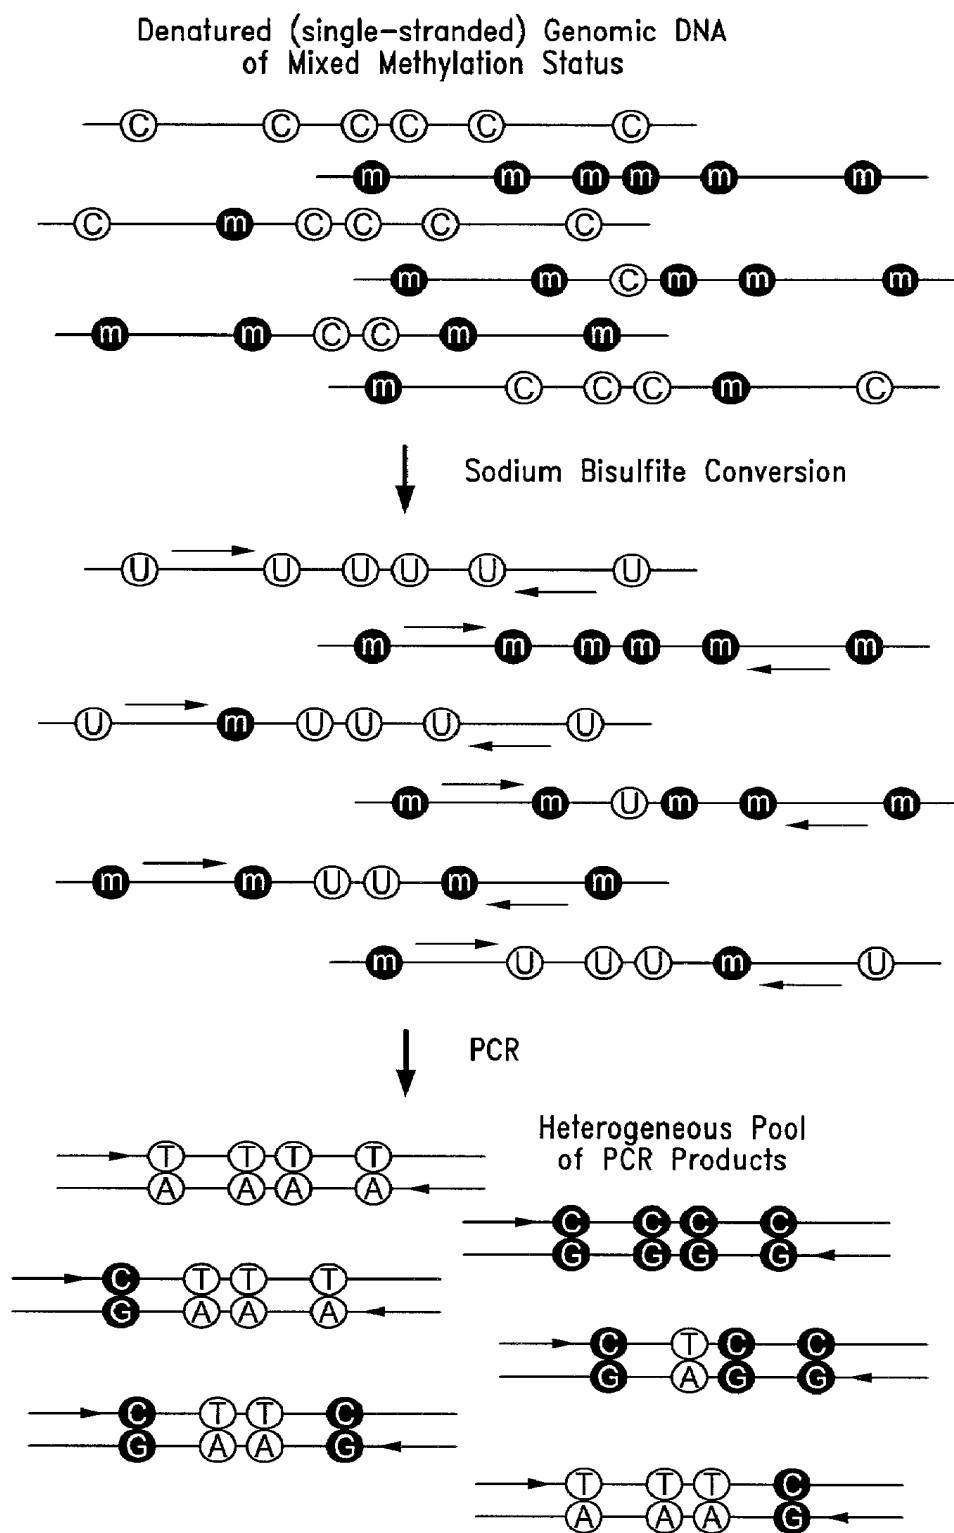 Denatured (single-stranded) Genomic DNA
of Mixed Methylation Status
C C C C C C
m m m m m m
C m C C C C
m m C m m m
m m C C m m
m C C C m C
Sodium Bisulfite Conversion
U U U U U U
m m m m m m
U m U U U U
m m U m m m
m m U U m m
m U U U m U
PCR
Heterogeneous Pool
of PCR Products
T T T T
A A A A
C C C C
G G G G
C T T T
G A A A
C T C C
G A G G
C T T C
G A A G
T T T C
A A A G